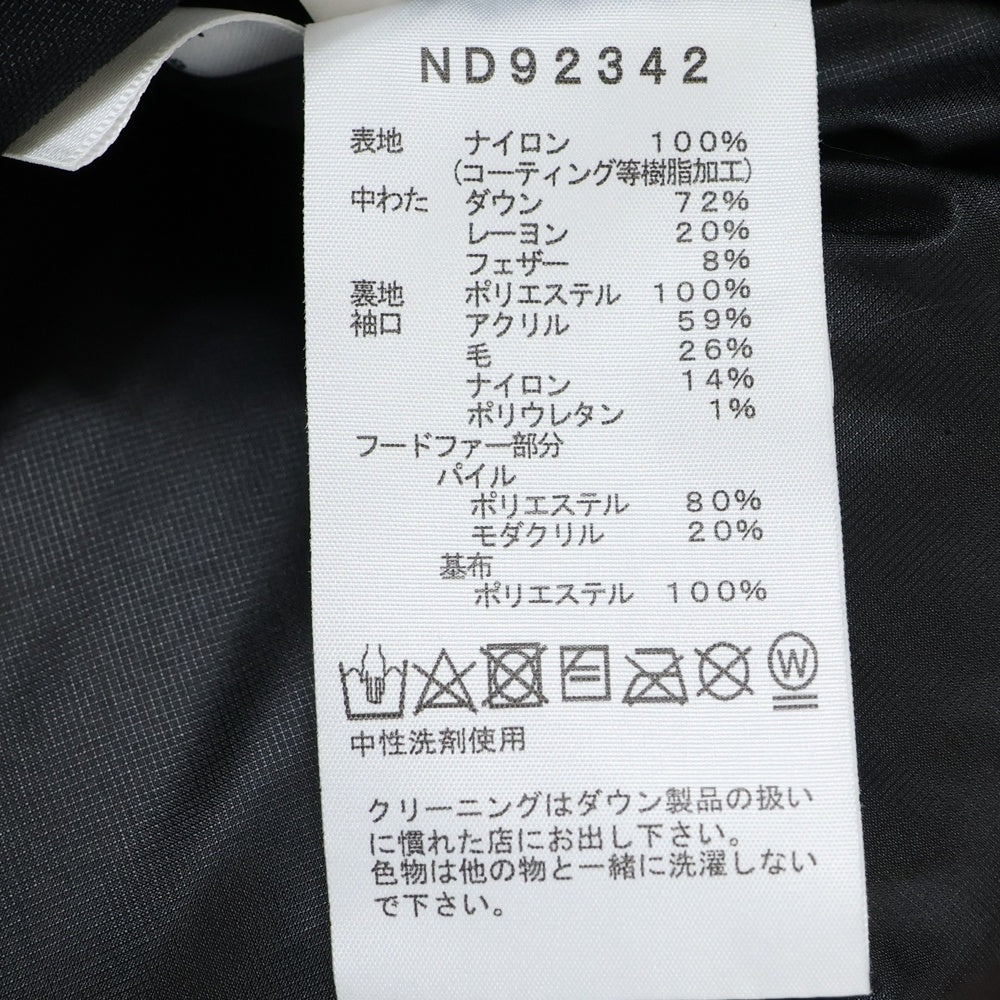 ND92342
表地 ナイロン 100%
(コーティング等樹脂加工)
中わた ダウン 72%
レーヨン 20%
フェザー 8%
裏地 ポリエステル 100%
袖口 アクリル 59%
毛 26%
ナイロン 14%
ポリウレタン 1%
フードファー部分
パイル
ポリエステル 80%
モダクリル 20%
基布
ポリエステル 100%
W
中性洗剤使用
クリーニングはダウン製品の扱い
に慣れた店にお出し下さい。
色物は他の物と一緒に洗濯しない
で下さい。